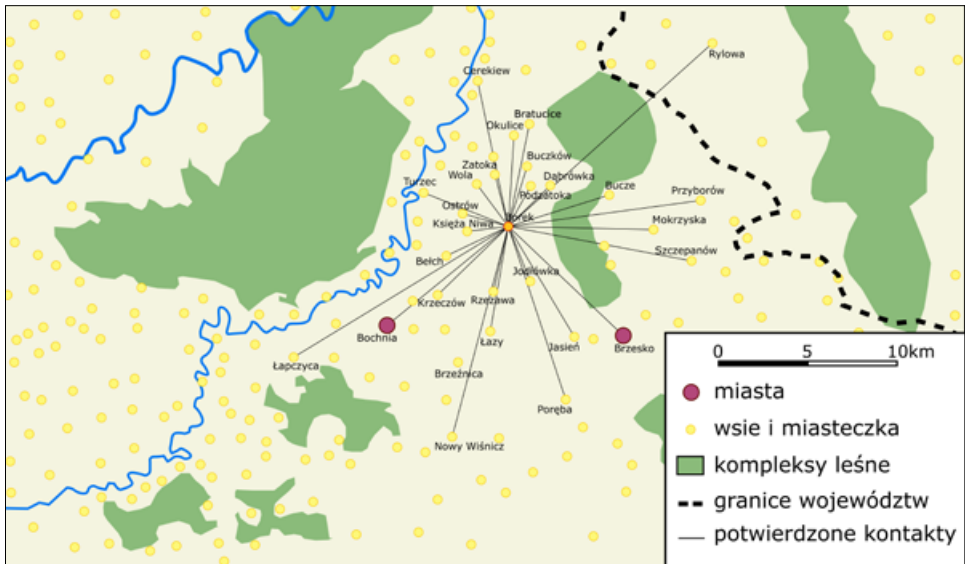 Rylowa
Cerekiew
Bratucice
Okulice
Zatoka
Buczków
Wola
Dąbrówka
Turzec
Podzatoka
Bucze
Przyborów
Ostrów
Księża Niwa
Borek
Mokrzyska
Bełch
Szczepanów
Jodłówka
Krzeczów
Rzezawa
Bochnia
Łazy
Jasień
Brzesko
Łapczyca
Brzeźnica
Poręba
Nowy Wiśnicz
0 5 10km
miasta
wsie i miasteczka
kompleksy leśne
granice województw
potwierdzone kontakty